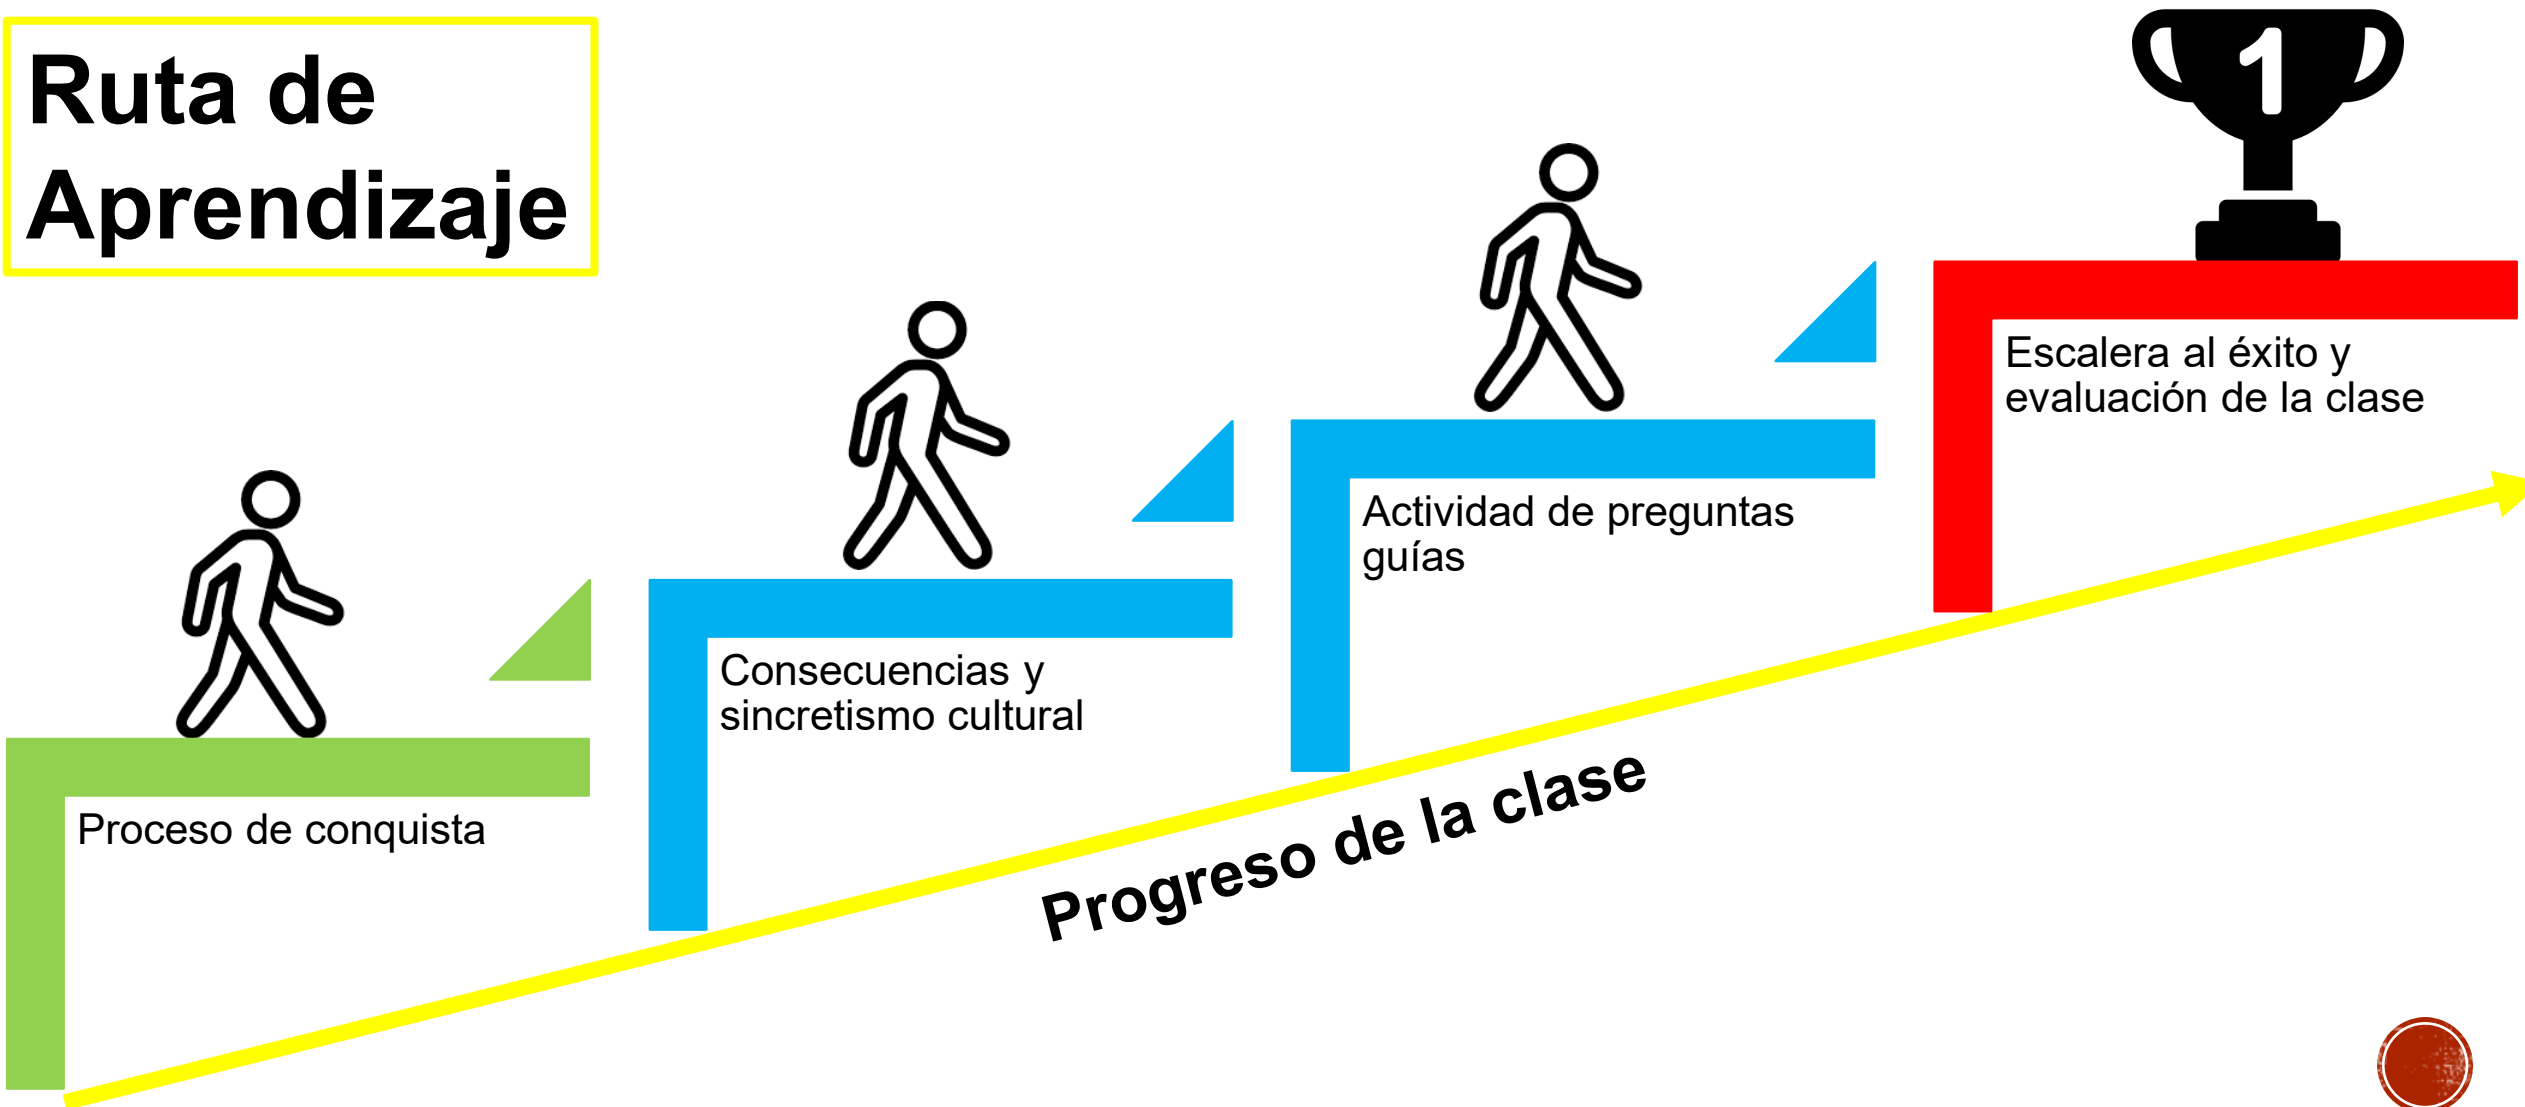 Ruta de
Aprendizaje
1
Escalera al éxito y
evaluación de la clase
Actividad de preguntas
guías
Consecuencias y
sincretismo cultural
Proceso de conquista
Progreso de la clase